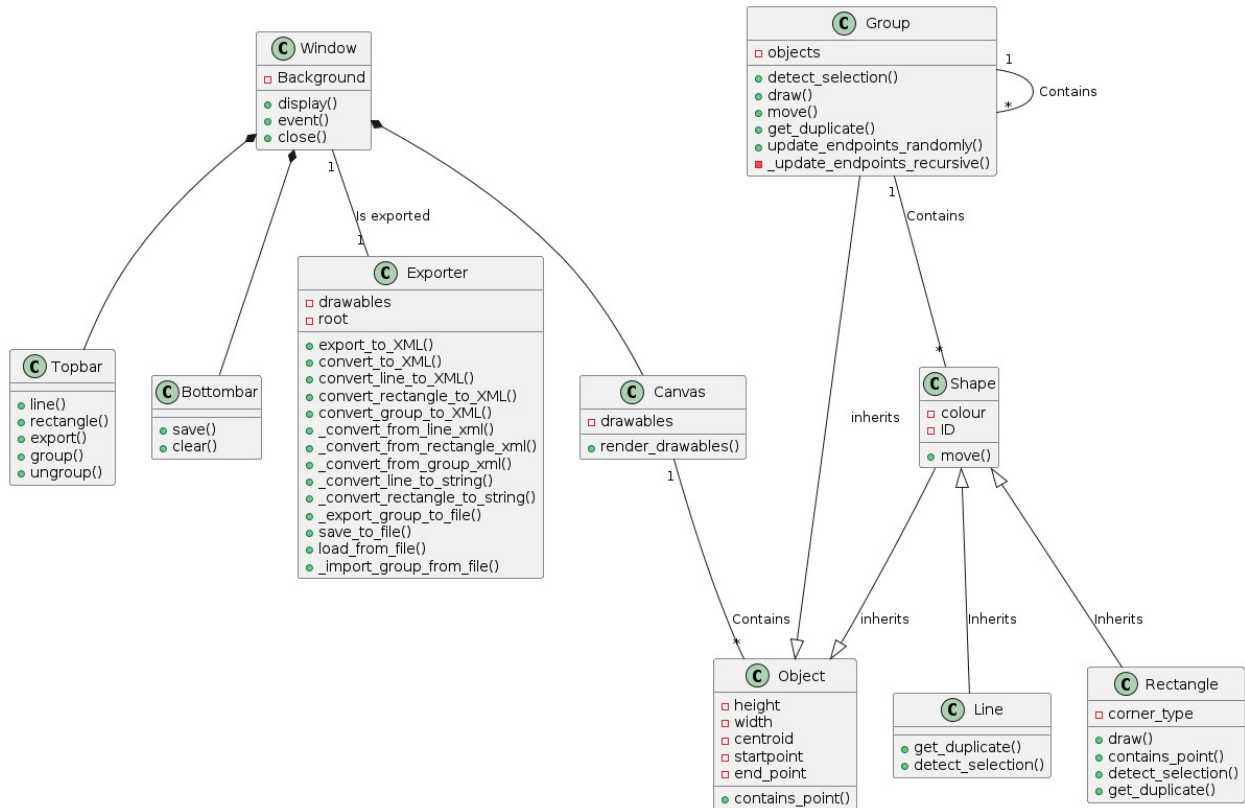 C Window
Background
display()
event()
close()
1
Is exported
1
C Group
objects
detect_selection()
draw()
move()
get_duplicate()
update_endpoints_randomly()
_update_endpoints_recursive()
1
Contains
*
1
Contains
*
C Topbar
line()
rectangle()
export()
group()
ungroup()
C Bottombar
save()
clear()
C Exporter
drawables
root
export_to_XML()
convert_to_XML()
convert_line_to_XML()
convert_rectangle_to_XML()
convert_group_to_XML()
_convert_from_line_xml()
_convert_from_rectangle_xml()
_convert_from_group_xml()
_convert_line_to_string()
_convert_rectangle_to_string()
_export_group_to_file()
save_to_file()
load_from_file()
_import_group_from_file()
C Canvas
drawables
render_drawables()
1
Contains
*
inherits
C Shape
colour
ID
move()
inherits
Inherits
Inherits
C Object
height
width
centroid
startpoint
end_point
contains_point()
C Line
get_duplicate()
detect_selection()
C Rectangle
corner_type
draw()
contains_point()
detect_selection()
get_duplicate()